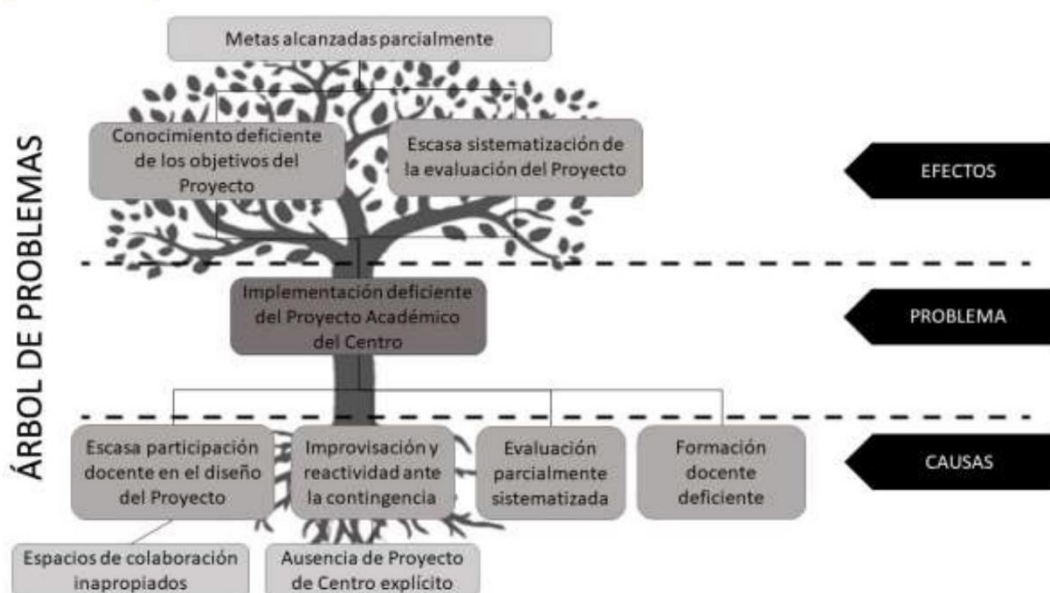 ÁRBOL DE PROBLEMAS
Metas alcanzadas parcialmente
Conocimiento deficiente
de los objetivos del
Proyecto
Escasa sistematización de
la evaluación del Proyecto
EFECTOS
Implementación deficiente
del Proyecto Académico
del Centro
PROBLEMA
Escasa participación
docente en el diseño
del Proyecto
Improvisación y
reactividad ante
la contingencia
Evaluación
parcialmente
sistematizada
Formación
docente
deficiente
CAUSAS
Espacios de colaboración
inapropiados
Ausencia de Proyecto
de Centro explícito